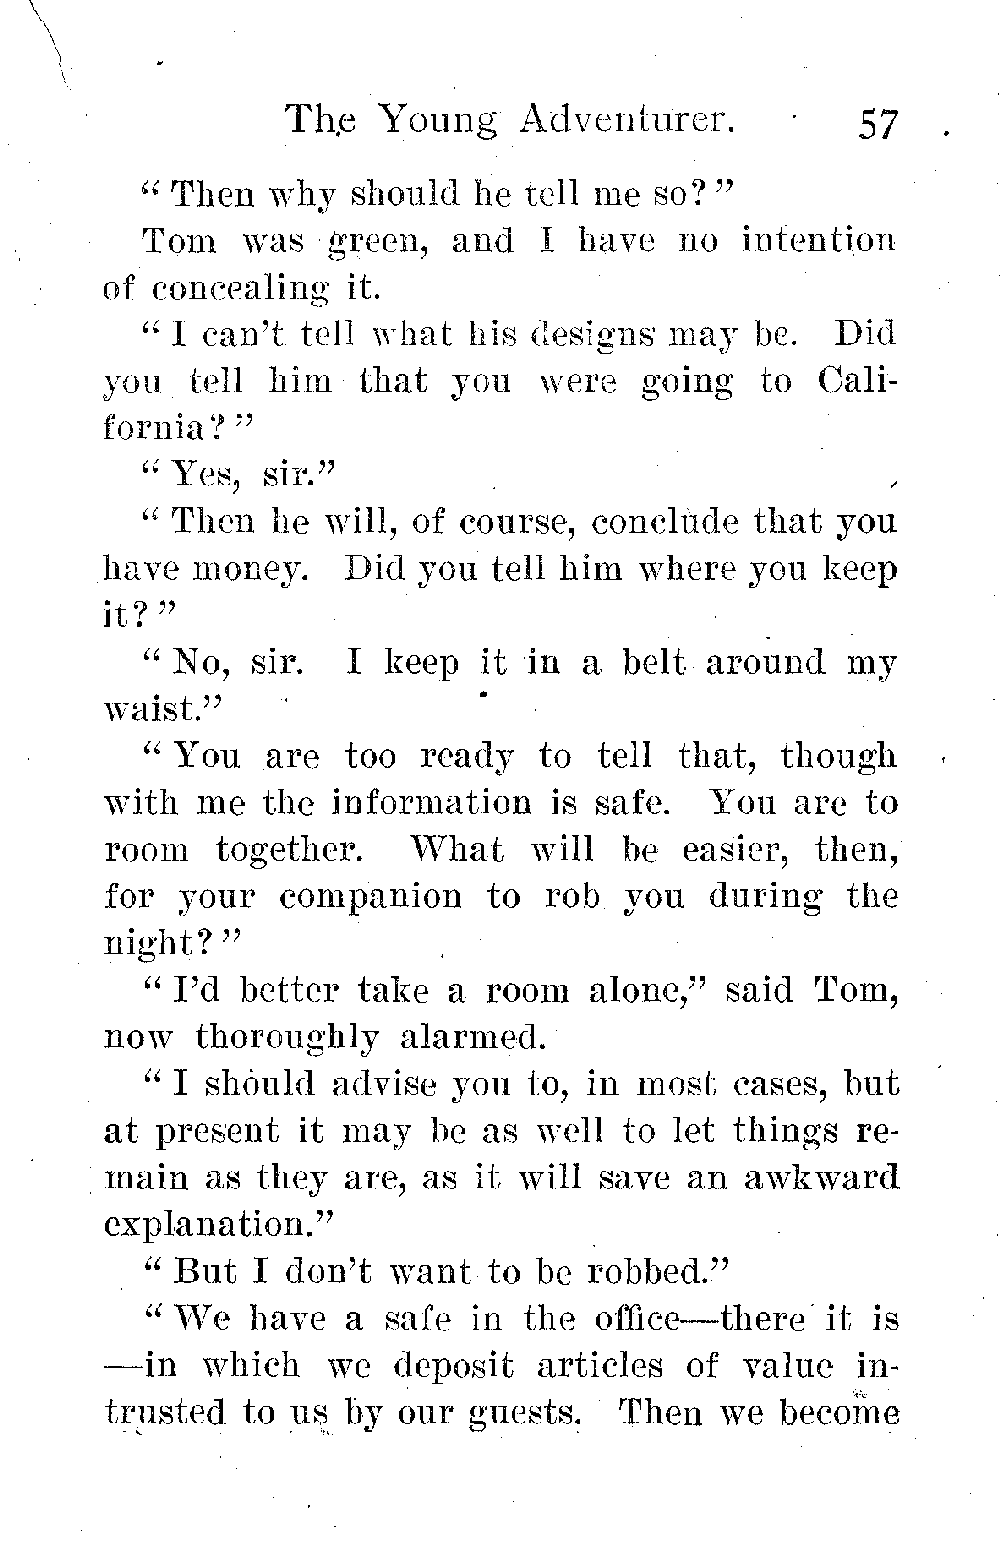 The Young Adventurer. 57
“ Then why should he tell me so? ”
Tom was green, and I have no intention
of concealing it.
“ I can’t tell what his designs may be. Did
you tell him that you were going to Cali-
fornia? ”
“ Yes, sir.”
“ Then he will, of course, conclude that you
have money. Did you tell him where you keep
it? ”
“ No, sir. I keep it in a belt around my
waist.”
“ You are too ready to tell that, though
with me the information is safe. You are to
room together. What will be easier, then,
for your companion to rob you during the
night? ”
“ I’d better take a room alone,” said Tom,
now thoroughly alarmed.
“ I should advise you to, in most cases, but
at present it may be as well to let things re-
main as they are, as it will save an awkward
explanation.”
“ But I don’t want to be robbed.”
“ We have a safe in the office—there it is
—in which we deposit articles of value in-
trusted to us by our guests. Then we become